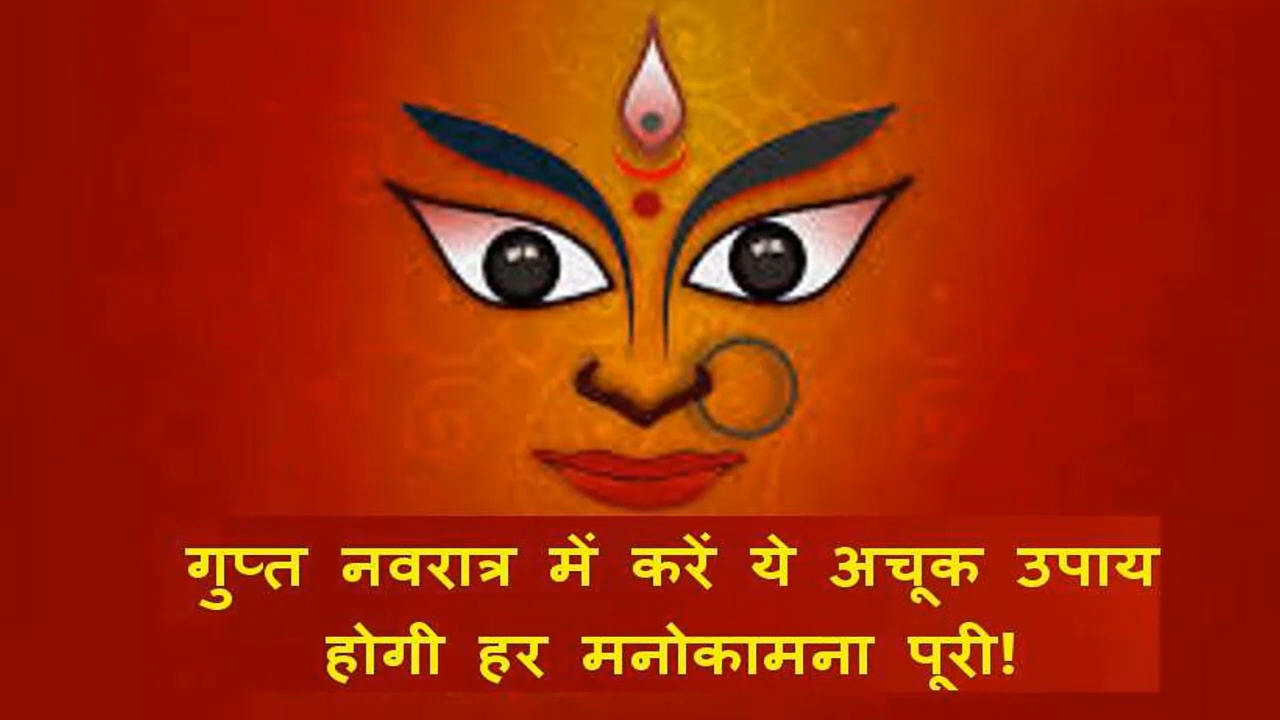 गुप्त नवरात्र में करें ये अचूक उपाय
होगी हर मनोकामना पूरी!